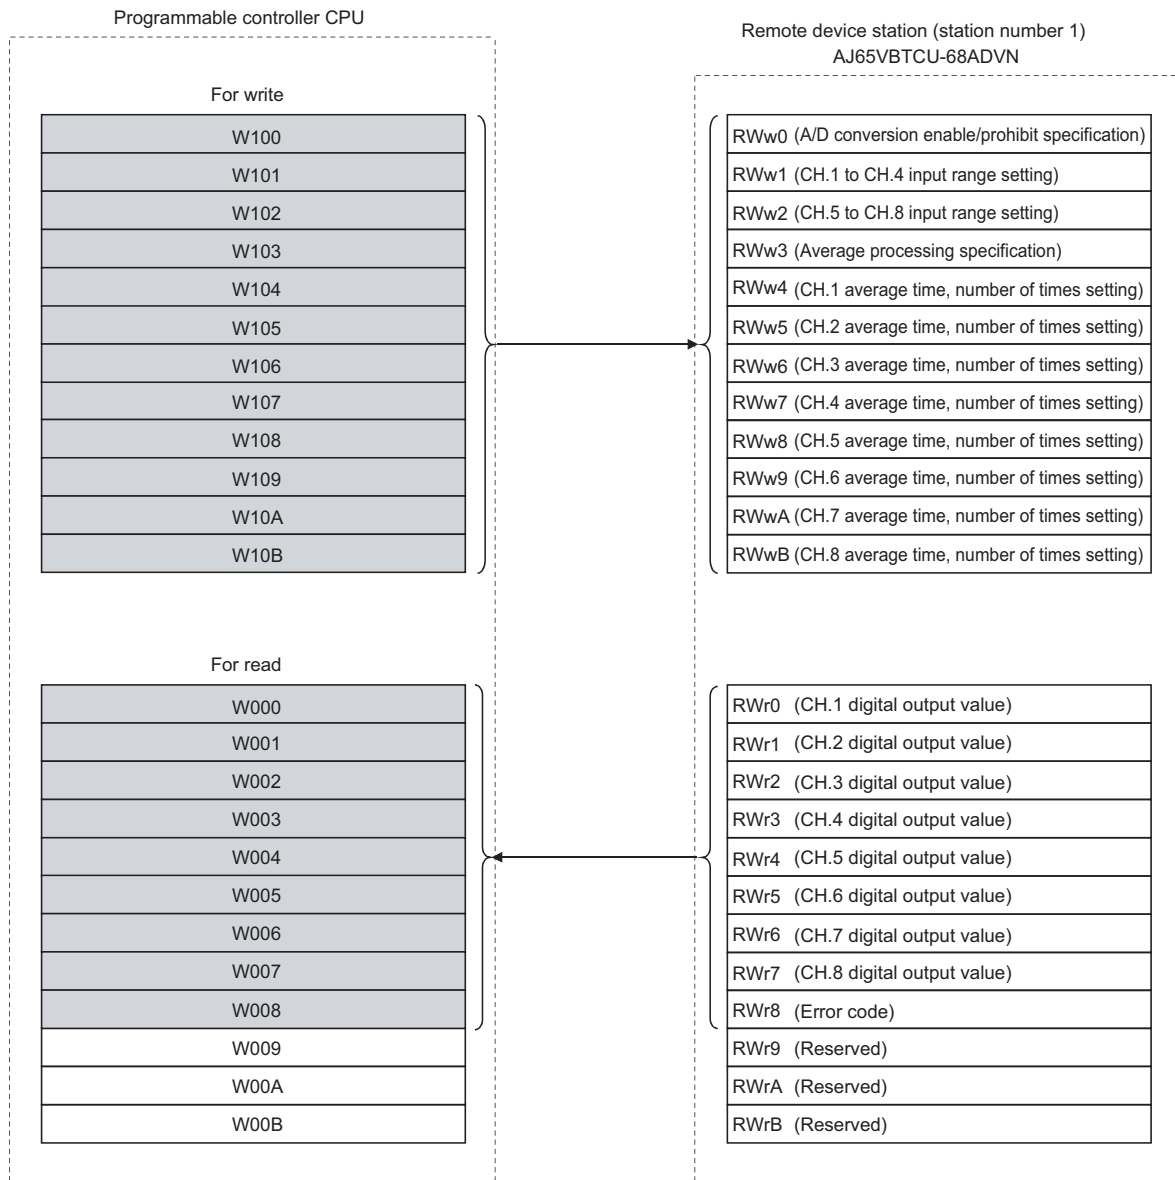 Programmable controller CPU
Remote device station (station number 1)
AJ65VBTCU-68ADVN
For write
W100
RWw0 (A/D conversion enable/prohibit specification)
W101
RWw1 (CH.1 to CH.4 input range setting)
W102
RWw2 (CH.5 to CH.8 input range setting)
W103
RWw3 (Average processing specification)
W104
RWw4 (CH.1 average time, number of times setting)
W105
RWw5 (CH.2 average time, number of times setting)
W106
RWw6 (CH.3 average time, number of times setting)
W107
RWw7 (CH.4 average time, number of times setting)
W108
RWw8 (CH.5 average time, number of times setting)
W109
RWw9 (CH.6 average time, number of times setting)
W10A
RWwA (CH.7 average time, number of times setting)
W10B
RWwB (CH.8 average time, number of times setting)
For read
W000
RWr0 (CH.1 digital output value)
W001
RWr1 (CH.2 digital output value)
W002
RWr2 (CH.3 digital output value)
W003
RWr3 (CH.4 digital output value)
W004
RWr4 (CH.5 digital output value)
W005
RWr5 (CH.6 digital output value)
W006
RWr6 (CH.7 digital output value)
W007
RWr7 (CH.8 digital output value)
W008
RWr8 (Error code)
W009
RWr9 (Reserved)
W00A
RWrA (Reserved)
W00B
RWrB (Reserved)